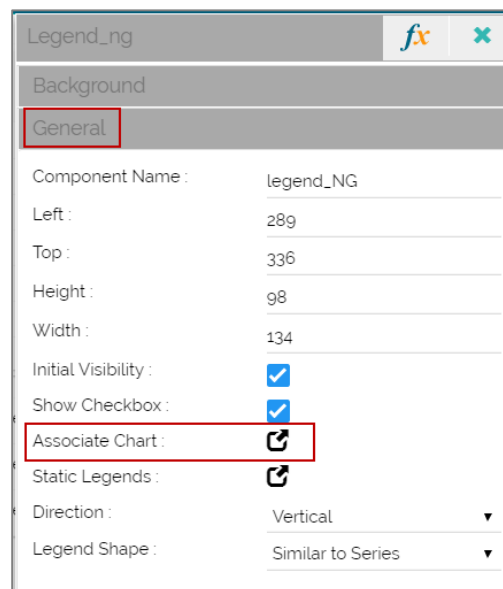 Legend_ng fx
Background
General
Component Name : legend_NG
Left : 289
Top : 336
Height : 98
Width : 134
Initial Visibility :
Show Checkbox :
Associate Chart :
Static Legends :
Direction : Vertical
Legend Shape : Similar to Series